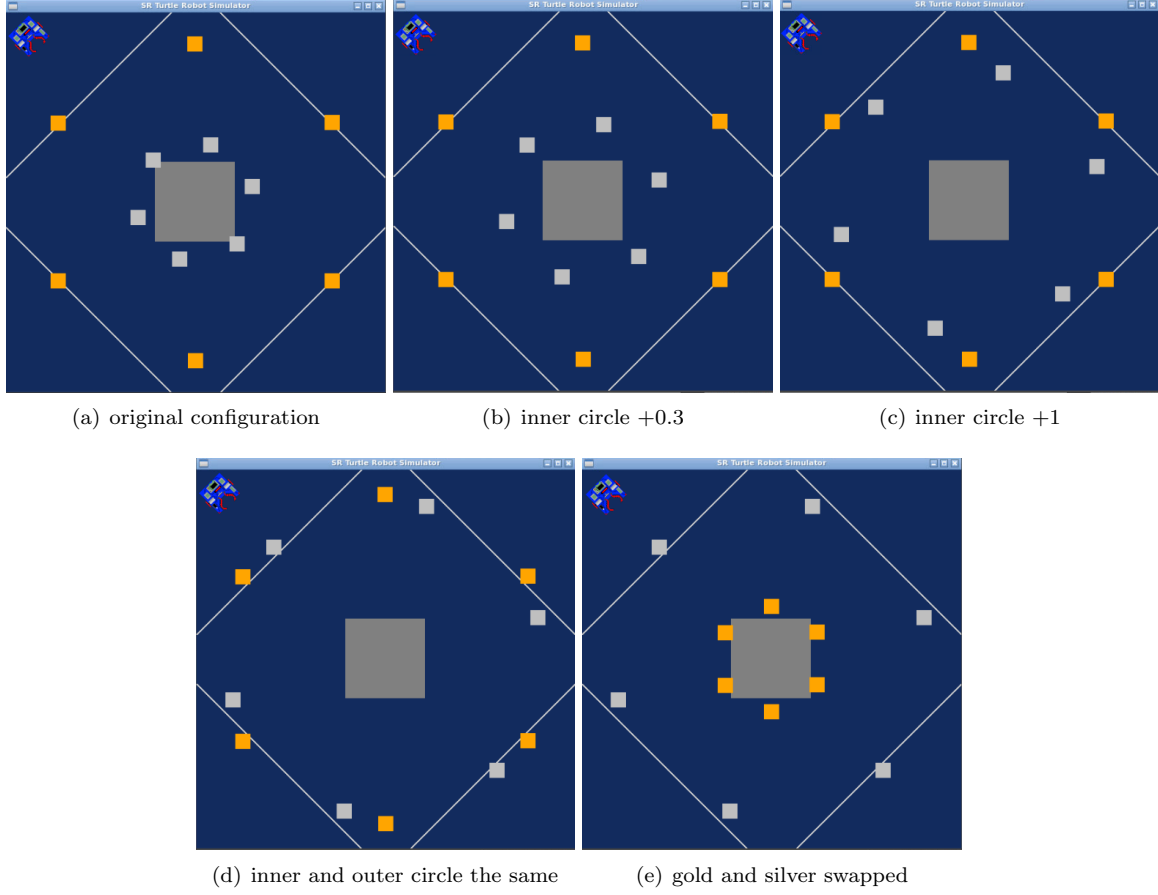 SR Turtle Robot Simulator
SR Turtle Robot Simulator
SR Turtle Robot Simulator
(a) original configuration
(b) inner circle +0.3
(c) inner circle +1
SR Turtle Robot Simulator
SR Turtle Robot Simulator
(d) inner and outer circle the same
(e) gold and silver swapped